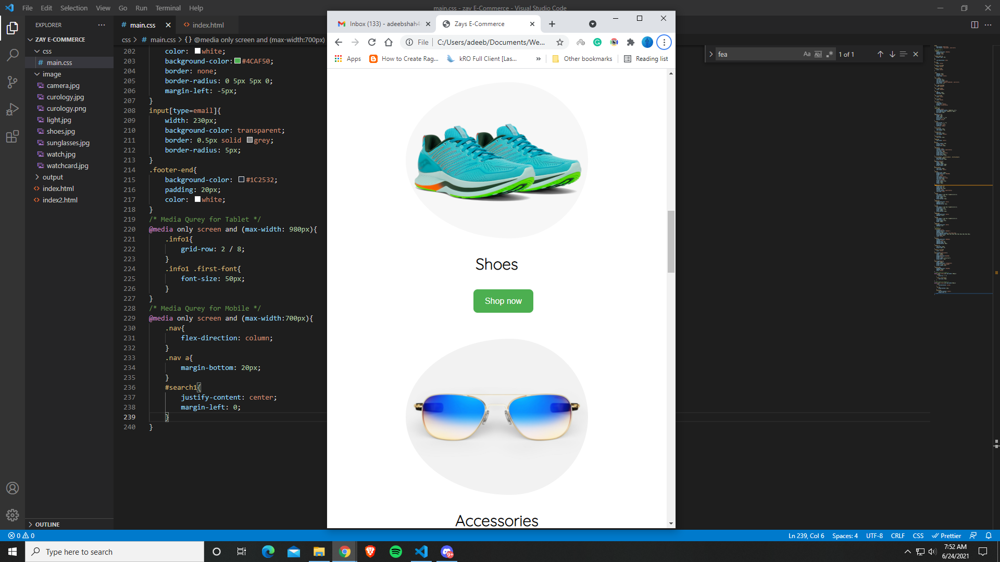 File Edit Selection View Go Run Terminal Help
main.css - zay E-Commerce - Visual Studio Code
EXPLORER
ZAY E-COMMERCE
css
main.css
image
camera.jpg
curology.jpg
curology.png
light.jpg
shoes.jpg
sunglasses.jpg
watch.jpg
watchcard.jpg
output
index.html
index2.html
OUTLINE
main.css
index.html
css > main.css > {} @media only screen and (max-width:700px)
202 color: white;
203 background-color: #4CAF50;
204 border: none;
205 border-radius: 0 5px 5px 0;
206 margin-left: -5px;
207 }
208 input[type=email]{
209 width: 230px;
210 background-color: transparent;
211 border: 0.5px solid grey;
212 border-radius: 5px;
213 }
214 .footer-end{
215 background-color: #1C2532;
216 padding: 20px;
217 color: white;
218 }
219 /* Media Qurey for Tablet */
220 @media only screen and (max-width: 980px){
221 .info1{
222 grid-row: 2 / 8;
223 }
224 .info1 .first-font{
225 font-size: 50px;
226 }
227 }
228 /* Media Qurey for Mobile */
229 @media only screen and (max-width:700px){
230 .nav{
231 flex-direction: column;
232 }
233 .nav a{
234 margin-bottom: 20px;
235 }
236 #search1{
237 justify-content: center;
238 margin-left: 0;
239 }
240 }
Inbox (133) - adeebshah4
Zays E-Commerce
File | C:/Users/adeeb/Documents/We...
Apps How to Create Rag... kRO Full Client [Las... » Other bookmarks Reading list
Shoes
Shop now
Accessories
fea Aa Abl .* 1 of 1
0 0 Ln 239, Col 6 Spaces: 4 UTF-8 CRLF CSS Prettier
Type here to search
9+
7:52 AM
6/24/2021